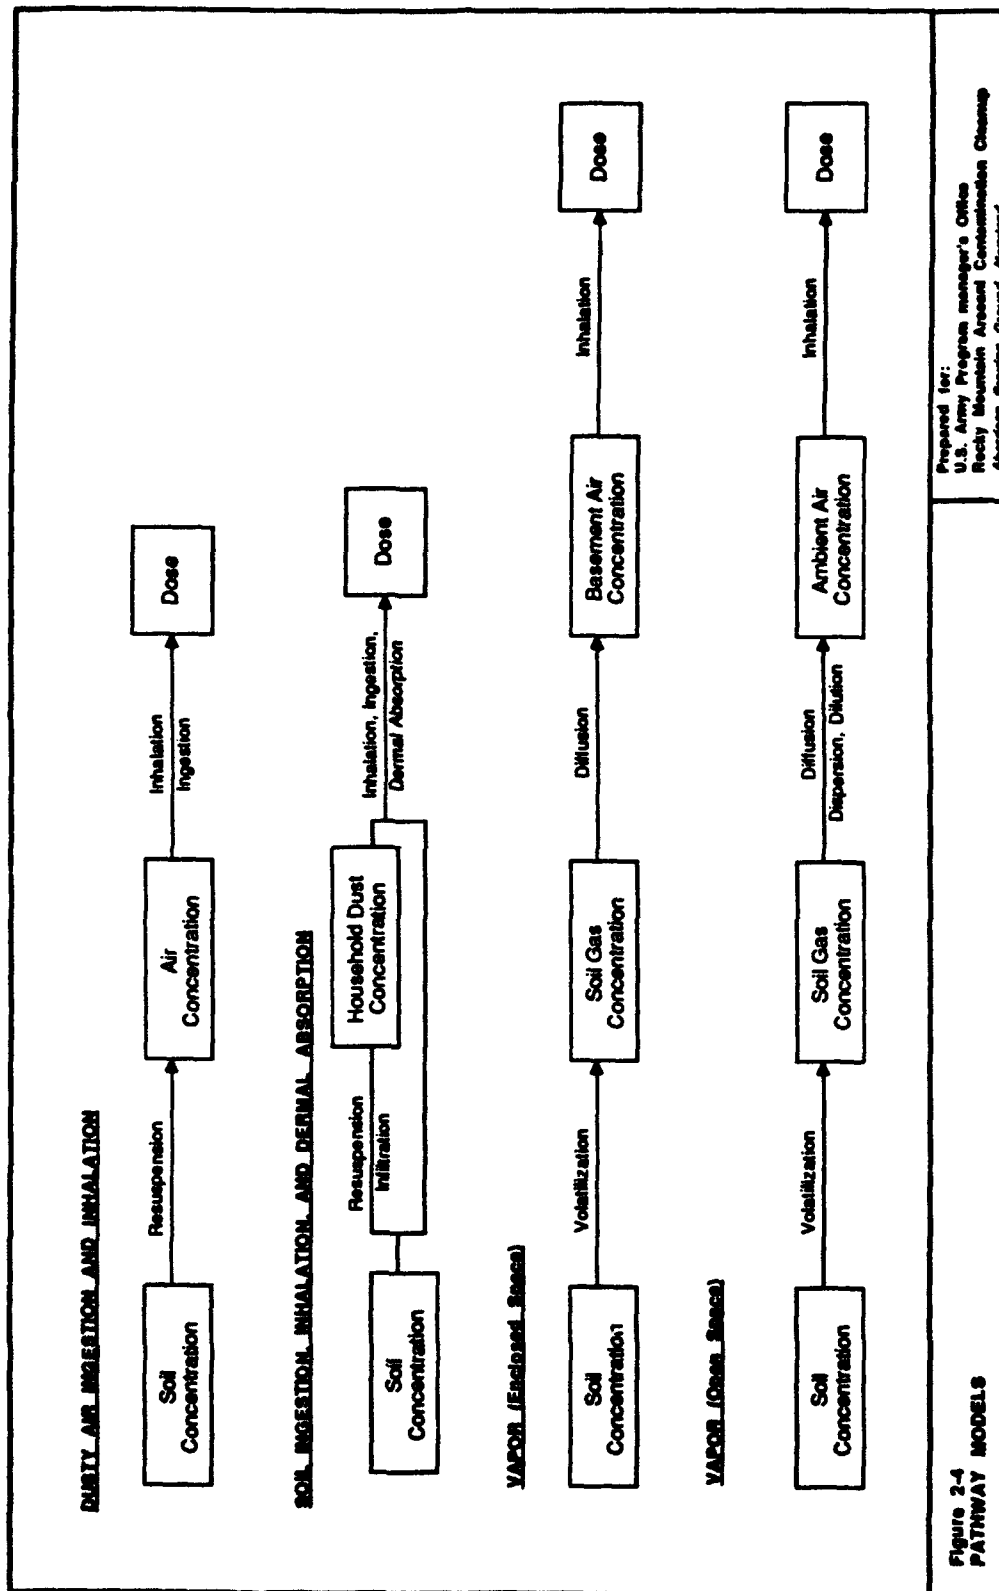 DUSTY AIR INGESTION AND INHALATION
Soil
Concentration
Resuspension
Air
Concentration
Inhalation
Ingestion
Dose
SOIL INGESTION, INHALATION, AND DERMAL ABSORPTION
Soil
Concentration
Resuspension
Infiltration
Household Dust
Concentration
Inhalation, Ingestion,
Dermal Absorption
Dose
VAPOR (Enclosed Space)
Soil
Concentration
Volatilization
Soil Gas
Concentration
Diffusion
Basement Air
Concentration
Inhalation
Dose
VAPOR (Open Space)
Soil
Concentration
Volatilization
Soil Gas
Concentration
Diffusion
Dispersion, Dilution
Ambient Air
Concentration
Inhalation
Dose
Figure 2-4
PATHWAY MODELS
Prepared for:
U.S. Army Program manager's Office
Rocky Mountain Arsenal Contamination Cleanup